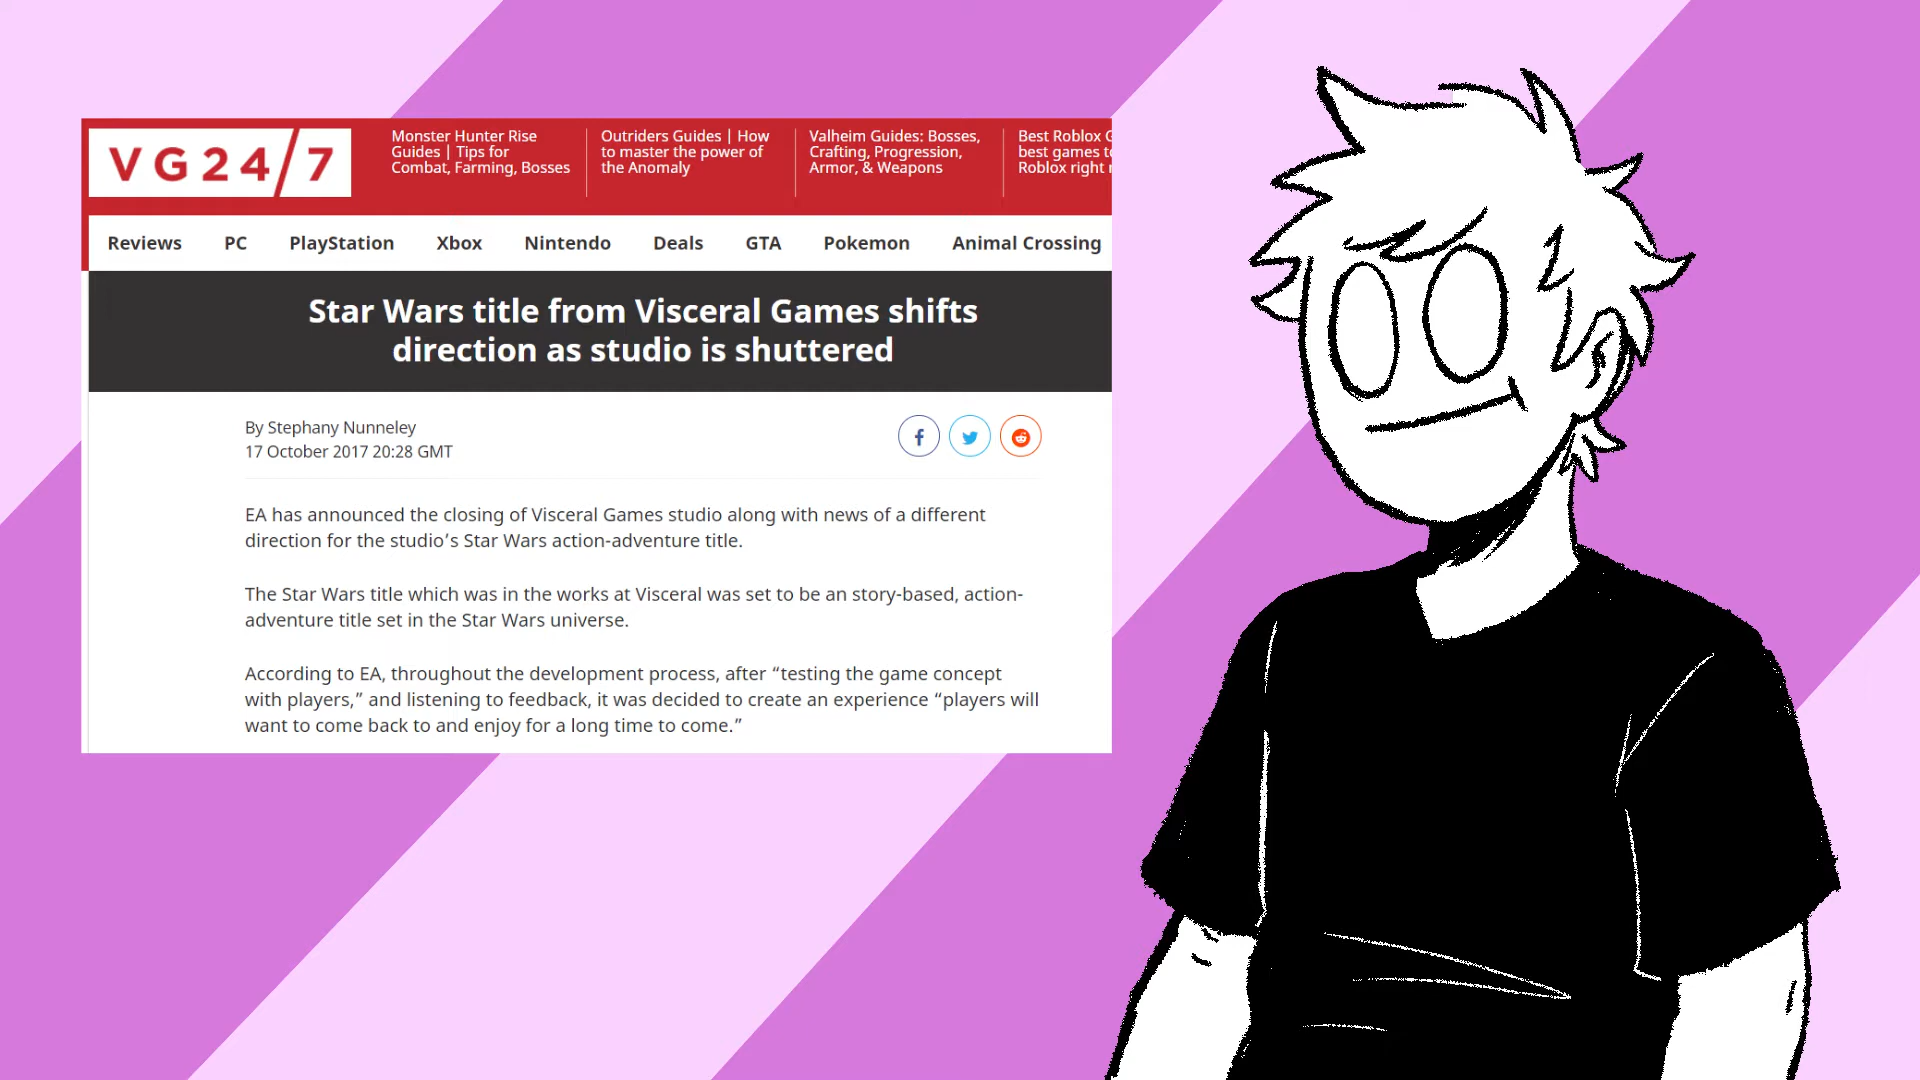 VG24/7
Monster Hunter Rise
Guides | Tips for
Combat, Farming, Bosses
Outriders Guides | How
to master the power of
the Anomaly
Valheim Guides: Bosses,
Crafting, Progression,
Armor, & Weapons
Best Roblox
best games
Roblox right
Reviews PC PlayStation Xbox Nintendo Deals GTA Pokemon Animal Crossing
Star Wars title from Visceral Games shifts
direction as studio is shuttered
By Stephany Nunneley
17 October 2017 20:28 GMT
EA has announced the closing of Visceral Games studio along with news of a different
direction for the studio’s Star Wars action-adventure title.
The Star Wars title which was in the works at Visceral was set to be an story-based, action-
adventure title set in the Star Wars universe.
According to EA, throughout the development process, after “testing the game concept
with players,” and listening to feedback, it was decided to create an experience “players will
want to come back to and enjoy for a long time to come.”